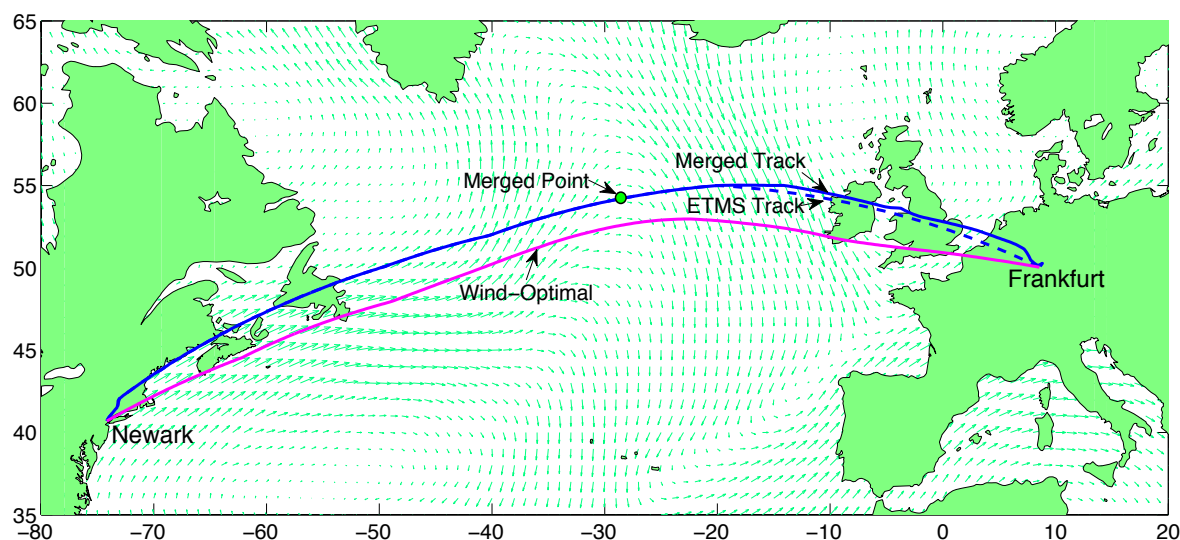 65
60
55
50
45
40
35
Merged Track
Merged Point
ETMS Track
Wind−Optimal
Frankfurt
Newark
−80 −70 −60 −50 −40 −30 −20 −10 0 10 20